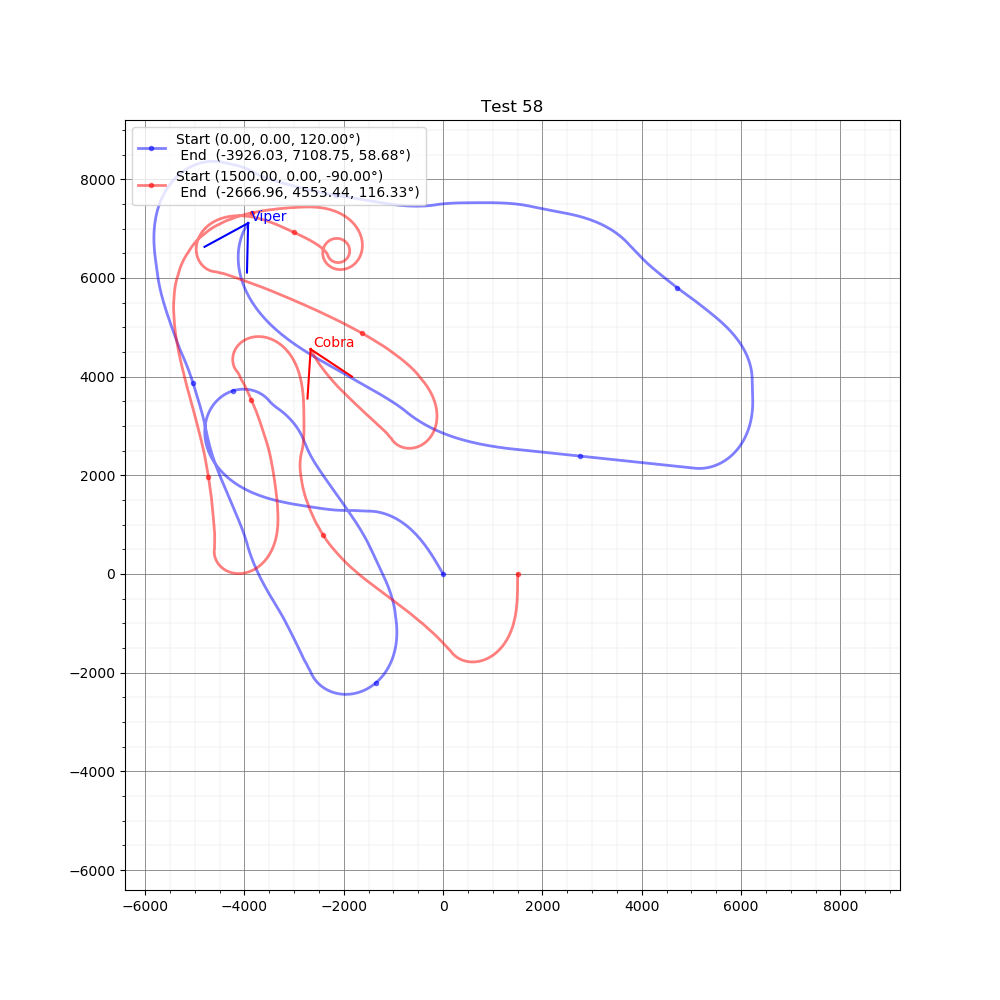 Test 58
Start (0.00, 0.00, 120.00°)
End (-3926.03, 7108.75, 58.68°)
Start (1500.00, 0.00, -90.00°)
End (-2666.96, 4553.44, 116.33°)
Viper
Cobra
8000
6000
4000
2000
0
−2000
−4000
−6000
−6000 −4000 −2000 0 2000 4000 6000 8000